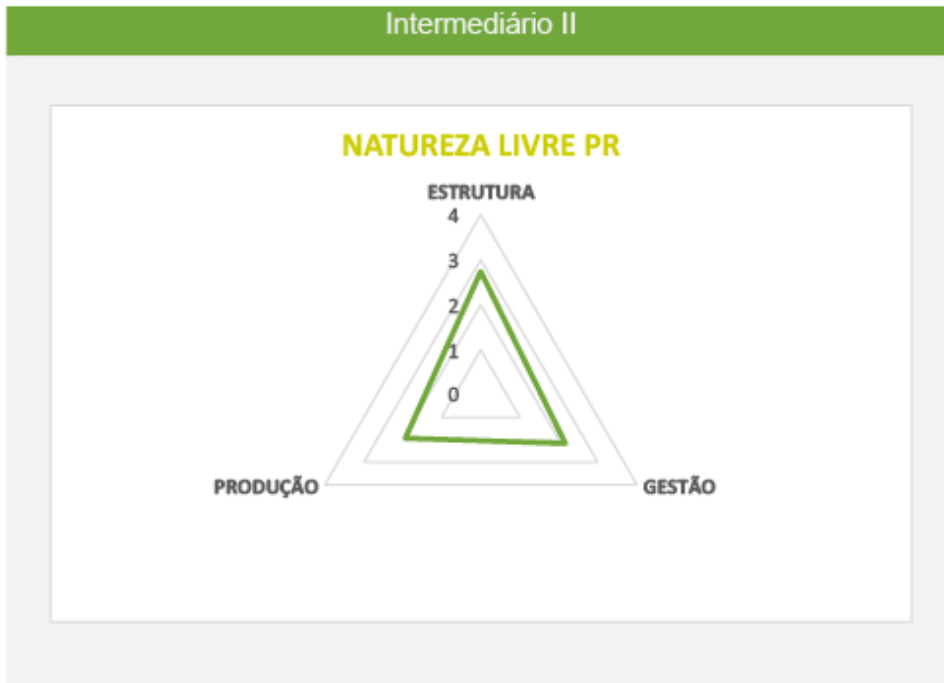 Intermediário II
NATUREZA LIVRE PR
ESTRUTURA
4
3
2
1
0
PRODUÇÃO
GESTÃO